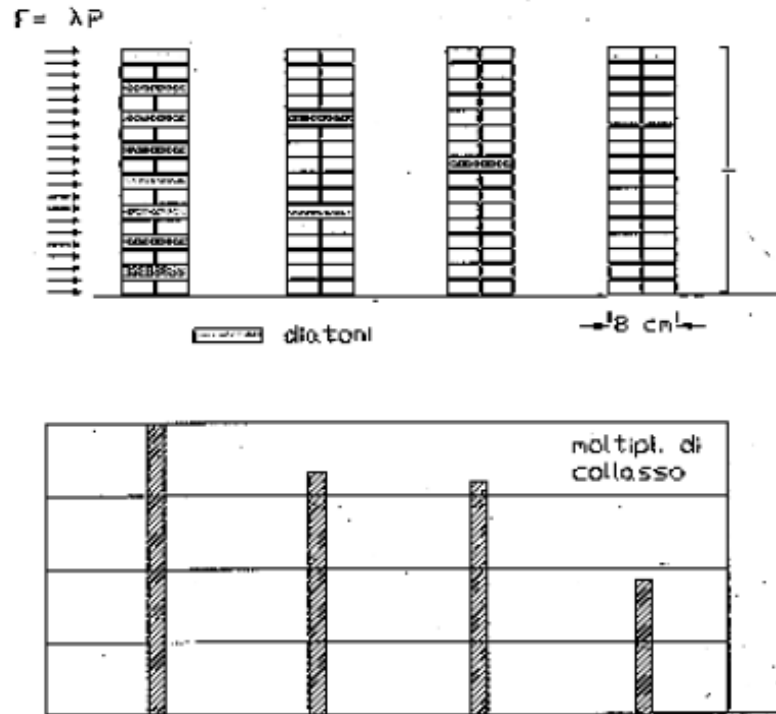 F= λP
diatoni
8 cm
moltipl. di
collasso